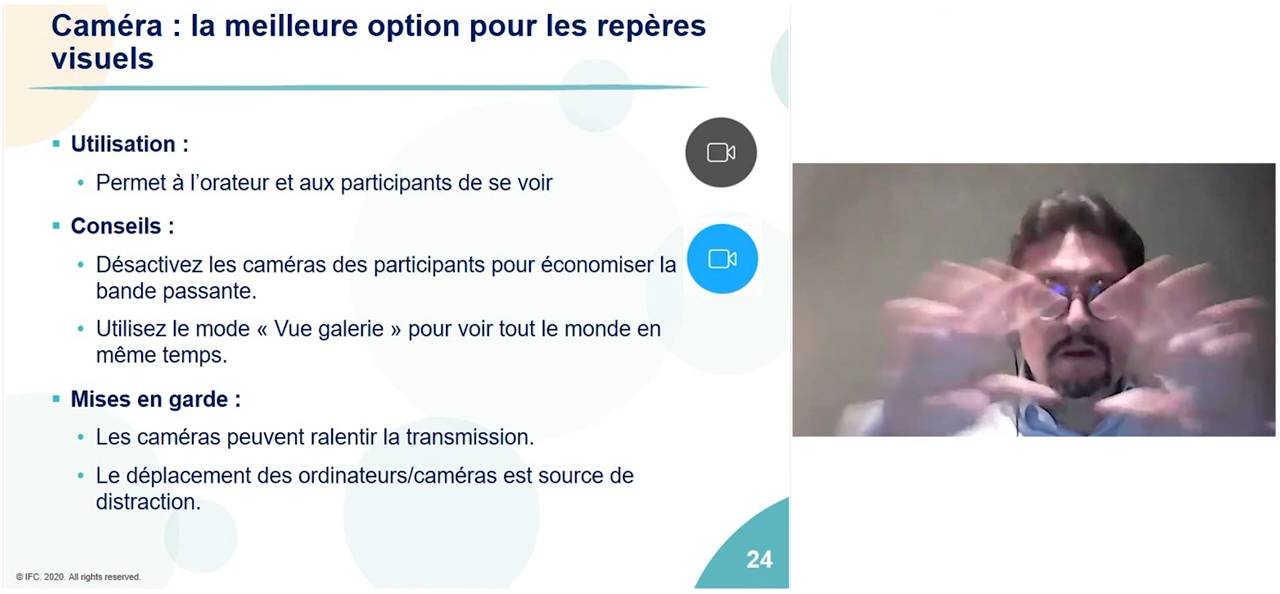 Caméra : la meilleure option pour les repères
visuels
Utilisation :
Permet à l’orateur et aux participants de se voir
Conseils :
Désactivez les caméras des participants pour économiser la
bande passante.
Utilisez le mode « Vue galerie » pour voir tout le monde en
même temps.
Mises en garde :
Les caméras peuvent ralentir la transmission.
Le déplacement des ordinateurs/caméras est source de
distraction.
24
© IFC. 2020. All rights reserved.